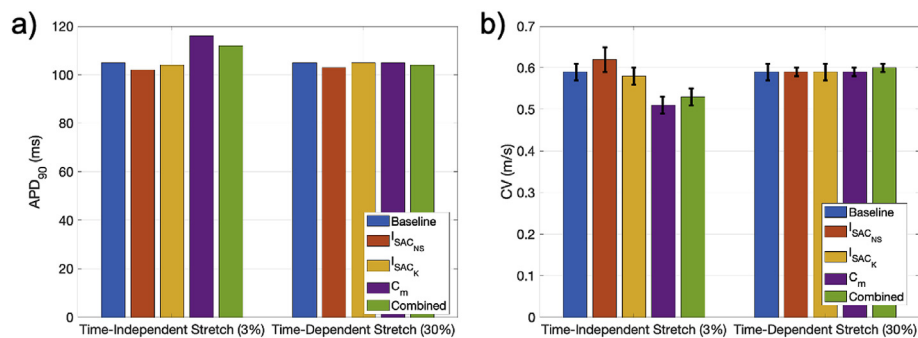 a)
120
100
80
60
40
20
0
APD90 (ms)
Baseline
ISACNS
ISACK
Cm
Combined
Time-Independent Stretch (3%) Time-Dependent Stretch (30%)
b)
0.7
0.6
0.5
0.4
0.3
0.2
0.1
0
CV (m/s)
Baseline
ISACNS
ISACK
Cm
Combined
Time-Independent Stretch (3%) Time-Dependent Stretch (30%)